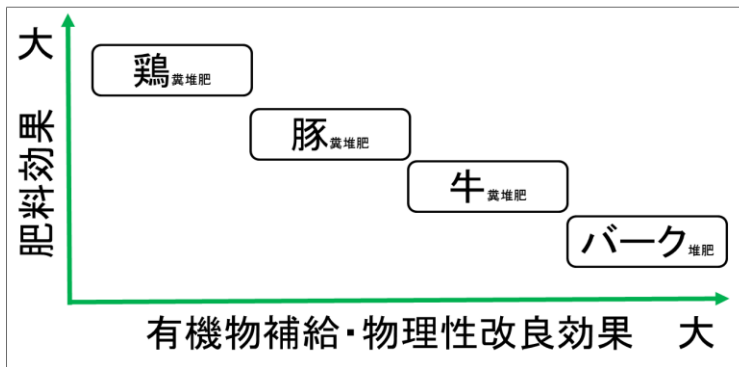 大
肥料効果
鶏糞堆肥
豚糞堆肥
牛糞堆肥
バーク堆肥
有機物補給・物理性改良効果　大